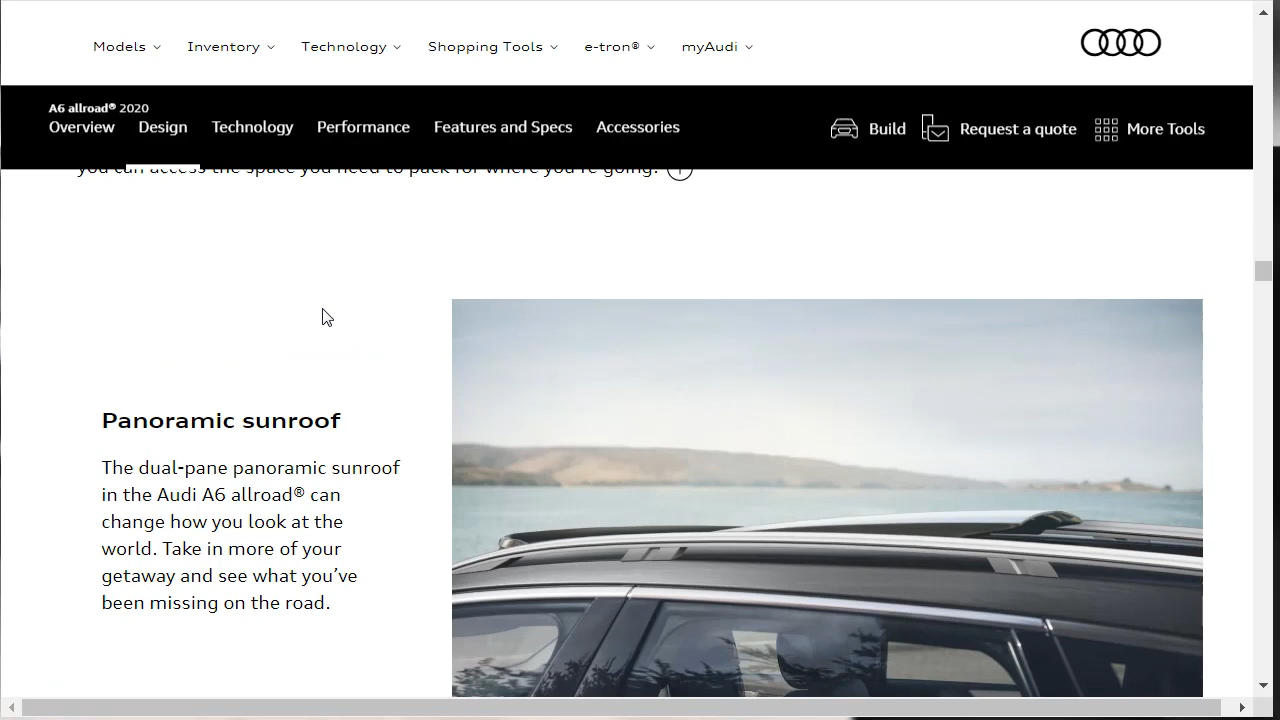 Models
Inventory
Technology
Shopping Tools
e-tron®
myAudi
A6 allroad® 2020
Overview
Design
Technology
Performance
Features and Specs
Accessories
Build
Request a quote
More Tools
you can access the space you need to pack for where you're going.
Panoramic sunroof
The dual-pane panoramic sunroof
in the Audi A6 allroad® can
change how you look at the
world. Take in more of your
getaway and see what you've
been missing on the road.